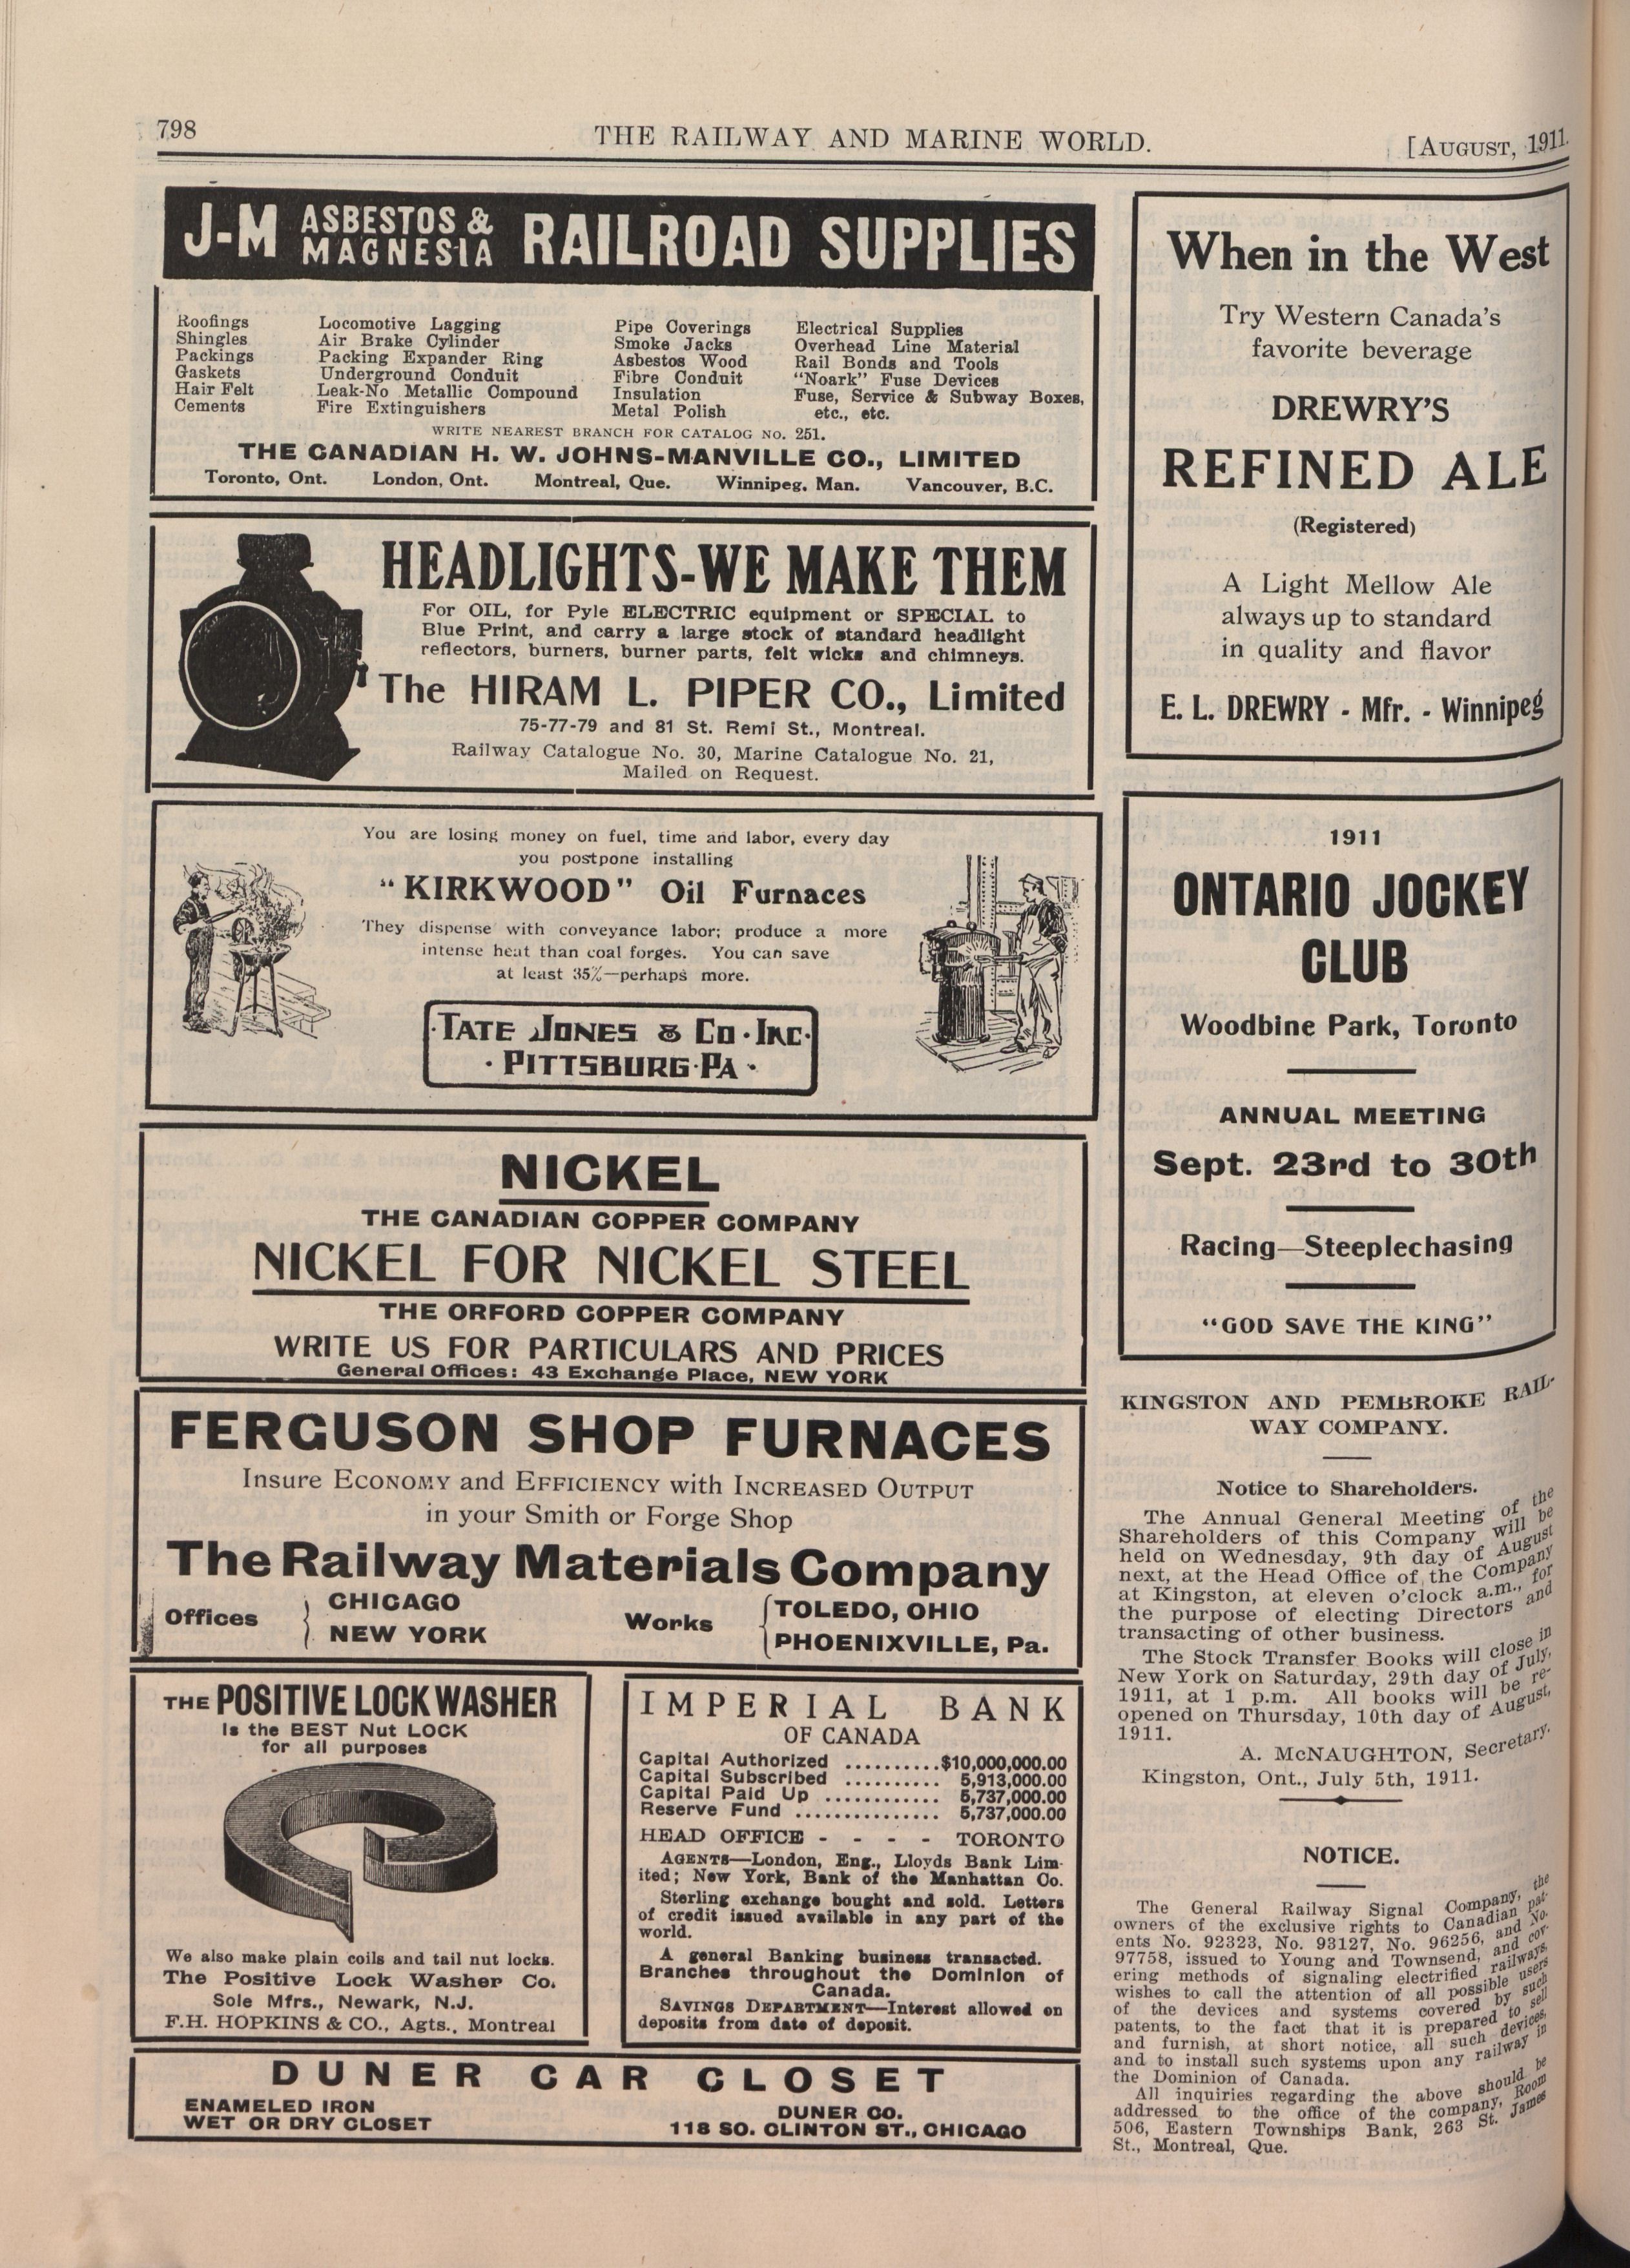 798
THE RAILWAY AND MARINE WORLD.
[AUGUST, 1911.
J-M ASBESTOS & MAGNESIA RAILROAD SUPPLIES
Roofings
Shingles
Packings
Gaskets
Hair Felt
Cements
Locomotive Lagging
Air Brake Cylinder
Packing Expander Ring
Underground Conduit
Leak-No Metallic Compound
Fire Extinguishers
Pipe Coverings
Smoke Jacks
Asbestos Wood
Fibre Conduit
Insulation
Metal Polish
Electrical Supplies
Overhead Line Material
Rail Bonds and Tools
"Noark" Fuse Devices
Fuse, Service & Subway Boxes,
etc., etc.
WRITE NEAREST BRANCH FOR CATALOG No. 251.
THE CANADIAN H. W. JOHNS-MANVILLE CO., LIMITED
Toronto, Ont. London, Ont. Montreal, Que. Winnipeg, Man. Vancouver, B.C.
HEADLIGHTS-WE MAKE THEM
For OIL, for Pyle ELECTRIC equipment or SPECIAL to
Blue Print, and carry a large stock of standard headlight
reflectors, burners, burner parts, felt wicks and chimneys.
The HIRAM L. PIPER CO., Limited
75-77-79 and 81 St. Remi St., Montreal.
Railway Catalogue No. 30, Marine Catalogue No. 21,
Mailed on Request.
You are losing money on fuel, time and labor, every day
you postpone installing
"KIRKWOOD" Oil Furnaces
They dispense with conveyance labor; produce a more
intense heat than coal forges. You can save
at least 35%—perhaps more.
·TATE JONES & CO·INC·
·PITTSBURG·PA·
NICKEL
THE CANADIAN COPPER COMPANY
NICKEL FOR NICKEL STEEL
THE ORFORD COPPER COMPANY
WRITE US FOR PARTICULARS AND PRICES
General Offices: 43 Exchange Place, NEW YORK
FERGUSON SHOP FURNACES
Insure ECONOMY and EFFICIENCY with INCREASED OUTPUT
in your Smith or Forge Shop
The Railway Materials Company
Offices
CHICAGO
NEW YORK
Works
TOLEDO, OHIO
PHOENIXVILLE, Pa.
THE POSITIVE LOCK WASHER
Is the BEST Nut LOCK
for all purposes
We also make plain coils and tail nut locks.
The Positive Lock Washer Co.
Sole Mfrs., Newark, N.J.
F.H. HOPKINS & CO., Agts., Montreal
IMPERIAL BANK
OF CANADA
Capital Authorized ..........$10,000,000.00
Capital Subscribed .......... 5,913,000.00
Capital Paid Up ............ 5,737,000.00
Reserve Fund ............... 5,737,000.00
HEAD OFFICE - - - - TORONTO
AGENTS—London, Eng., Lloyds Bank Lim-
ited; New York, Bank of the Manhattan Co.
Sterling exchange bought and sold. Letters
of credit issued available in any part of the
world.
A general Banking business transacted.
Branches throughout the Dominion of
Canada.
SAVINGS DEPARTMENT—Interest allowed on
deposits from date of deposit.
DUNER CAR CLOSET
ENAMELED IRON
WET OR DRY CLOSET
DUNER CO.
118 SO. CLINTON ST., CHICAGO
When in the West
Try Western Canada's
favorite beverage
DREWRY'S
REFINED ALE
(Registered)
A Light Mellow Ale
always up to standard
in quality and flavor
E. L. DREWRY - Mfr. - Winnipeg
1911
ONTARIO JOCKEY
CLUB
Woodbine Park, Toronto
ANNUAL MEETING
Sept. 23rd to 30th
Racing—Steeplechasing
"GOD SAVE THE KING"
KINGSTON AND PEMBROKE RAIL-
WAY COMPANY.
Notice to Shareholders.
The Annual General Meeting of the
Shareholders of this Company will be
held on Wednesday, 9th day of August
next, at the Head Office of the Company
at Kingston, at eleven o'clock a.m., for
the purpose of electing Directors and
transacting of other business.
The Stock Transfer Books will close in
New York on Saturday, 29th day of July,
1911, at 1 p.m. All books will be re-
opened on Thursday, 10th day of August,
1911.
A. McNAUGHTON, Secretary.
Kingston, Ont., July 5th, 1911.
NOTICE.
The General Railway Signal Company, the
owners of the exclusive rights to Canadian pat-
ents No. 92323, No. 93127, No. 96256, and No.
97758, issued to Young and Townsend, and cov-
ering methods of signaling electrified railways,
wishes to call the attention of all possible users
of the devices and systems covered by such
patents, to the fact that it is prepared to sell
and furnish, at short notice, all such devices,
and to install such systems upon any railway in
the Dominion of Canada.
All inquiries regarding the above should be
addressed to the office of the company, Room
506, Eastern Townships Bank, 263 St. James
St., Montreal, Que.